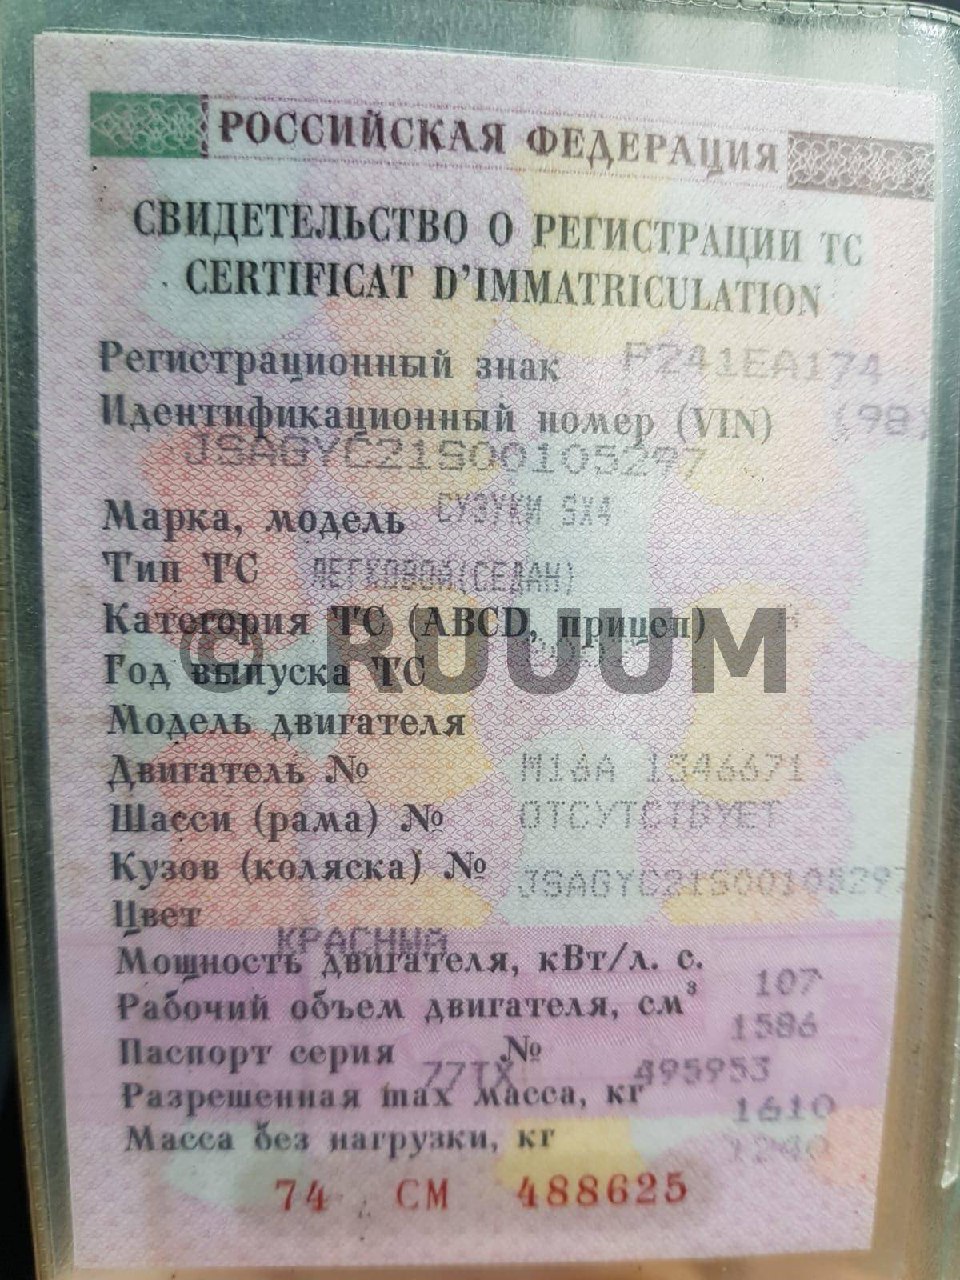 РОССИЙСКАЯ ФЕДЕРАЦИЯ
СВИДЕТЕЛЬСТВО О РЕГИСТРАЦИИ ТС
CERTIFICAT D'IMMATRICULATION
Регистрационный знак Р241ЕА174
Идентификационный номер (VIN) (98)
JSAGYC21S00105297
Марка, модель СУЗУКИ SX4
Тип ТС ЛЕГКОВОЙ(СЕДАН)
Категория ТС (ABCD, прицеп)
© RUUUM
Год выпуска ТС
Модель двигателя
Двигатель № M16A 1346671
Шасси (рама) № ОТСУТСТВУЕТ
Кузов (коляска) № JSAGYC21S00105297
Цвет
КРАСНЫЙ
Мощность двигателя, кВт/л. с. 107
Рабочий объем двигателя, см³ 1586
Паспорт серия 77ТХ № 495953
Разрешенная max масса, кг 1610
Масса без нагрузки, кг 1240
74 СМ 488625